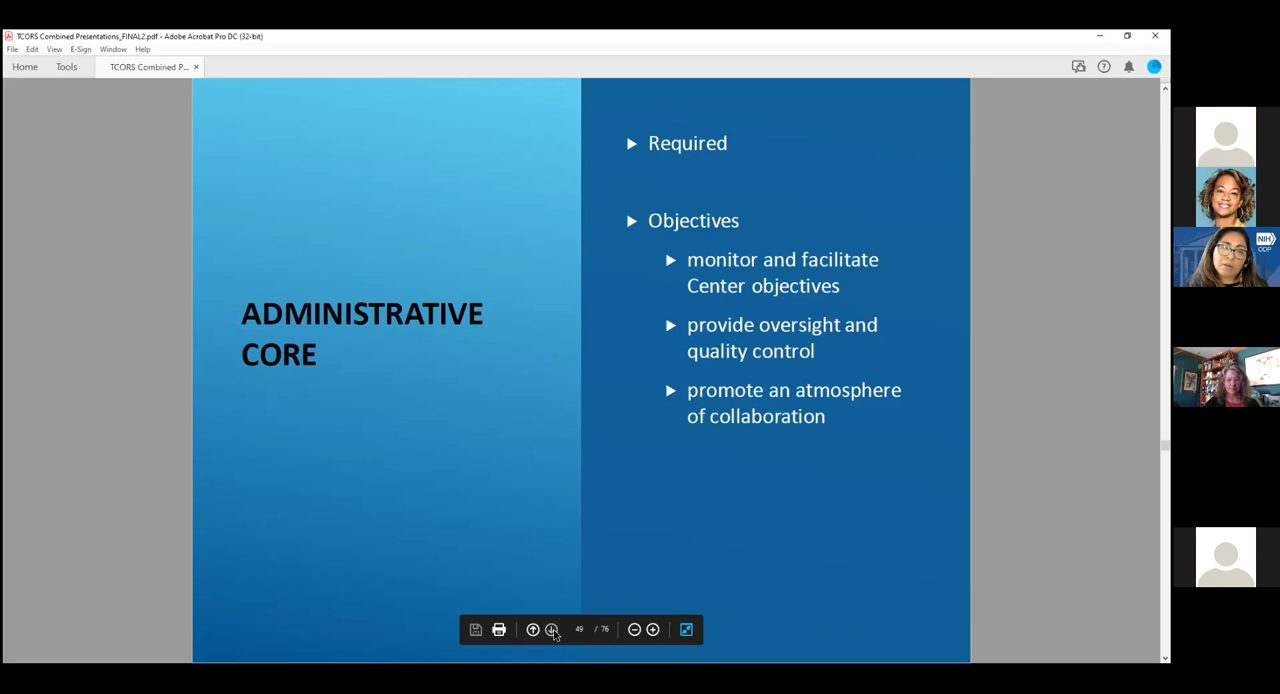 TCORS Combined Presentations_FINAL2.pdf - Adobe Acrobat Pro DC (32-bit)
File Edit View E-Sign Window Help
Home Tools TCORS Combined P... ×
ADMINISTRATIVE
CORE
Required
Objectives
monitor and facilitate
Center objectives
provide oversight and
quality control
promote an atmosphere
of collaboration
49 / 76
NIH
ODP